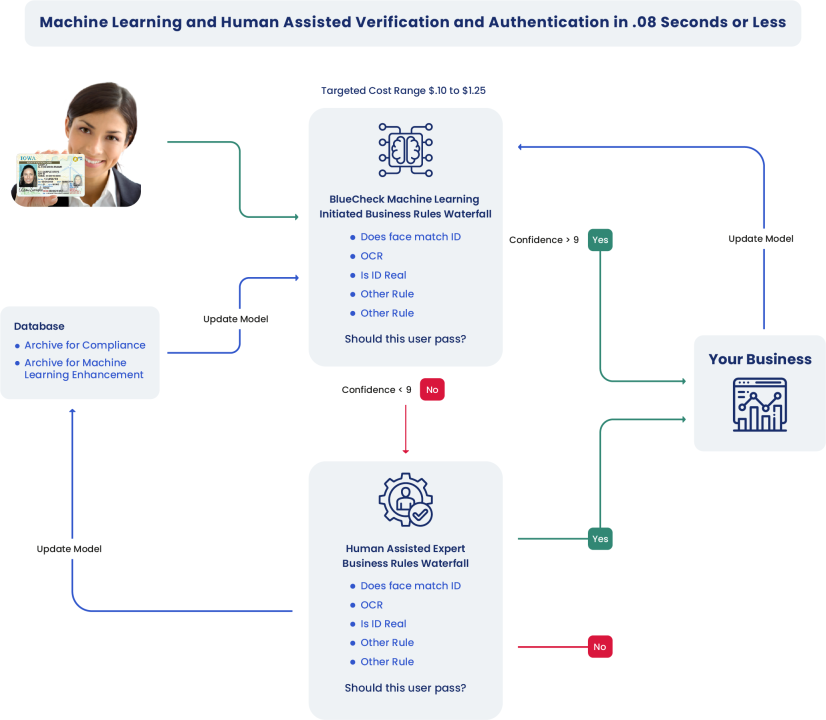 Machine Learning and Human Assisted Verification and Authentication in .08 Seconds or Less
Targeted Cost Range $.10 to $1.25
IOWA
BlueCheck Machine Learning
Initiated Business Rules Waterfall
Does face match ID
OCR
Is ID Real
Other Rule
Other Rule
Should this user pass?
Confidence > 9
Yes
Update Model
Update Model
Database
Archive for Compliance
Archive for Machine
Learning Enhancement
Your Business
Confidence < 9
No
Human Assisted Expert
Business Rules Waterfall
Does face match ID
OCR
Is ID Real
Other Rule
Other Rule
Should this user pass?
Yes
Update Model
No